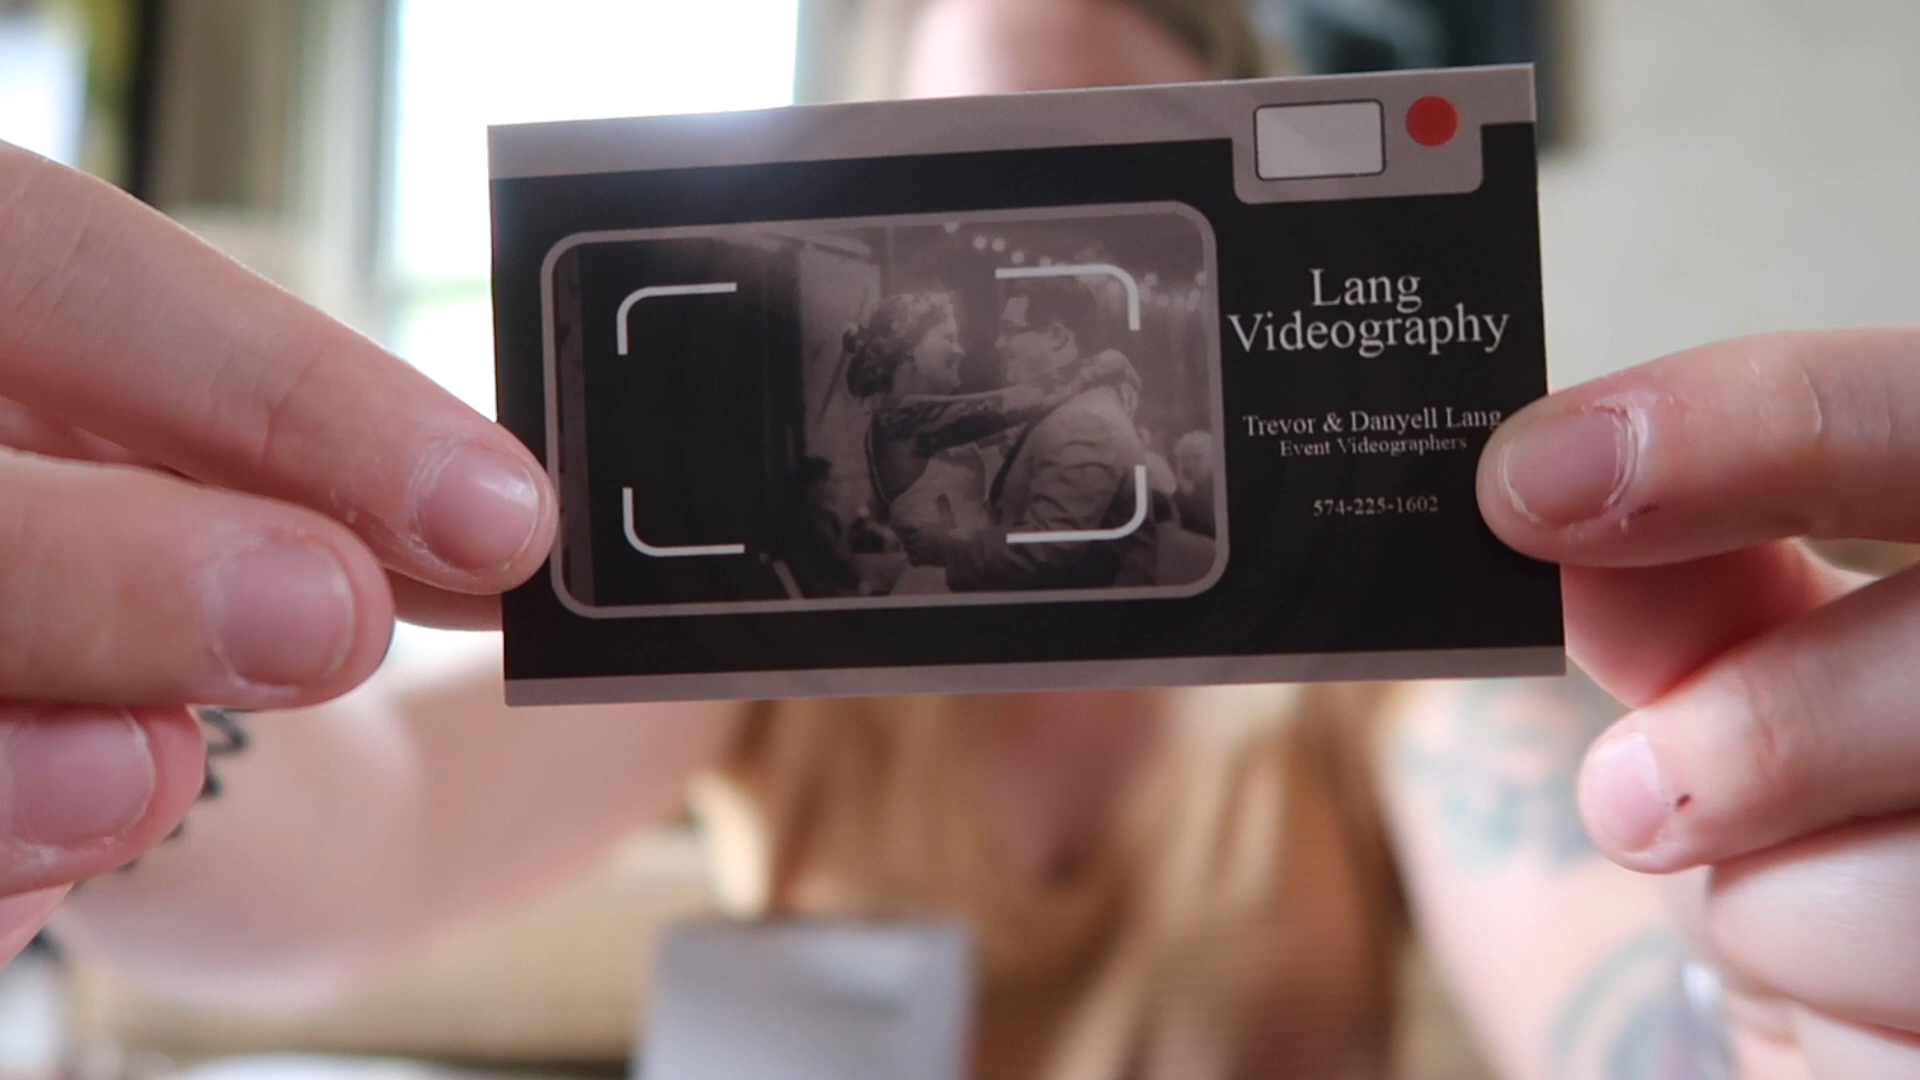 Lang
Videography
Trevor & Danyell Lang
Event Videographers
574-225-1602